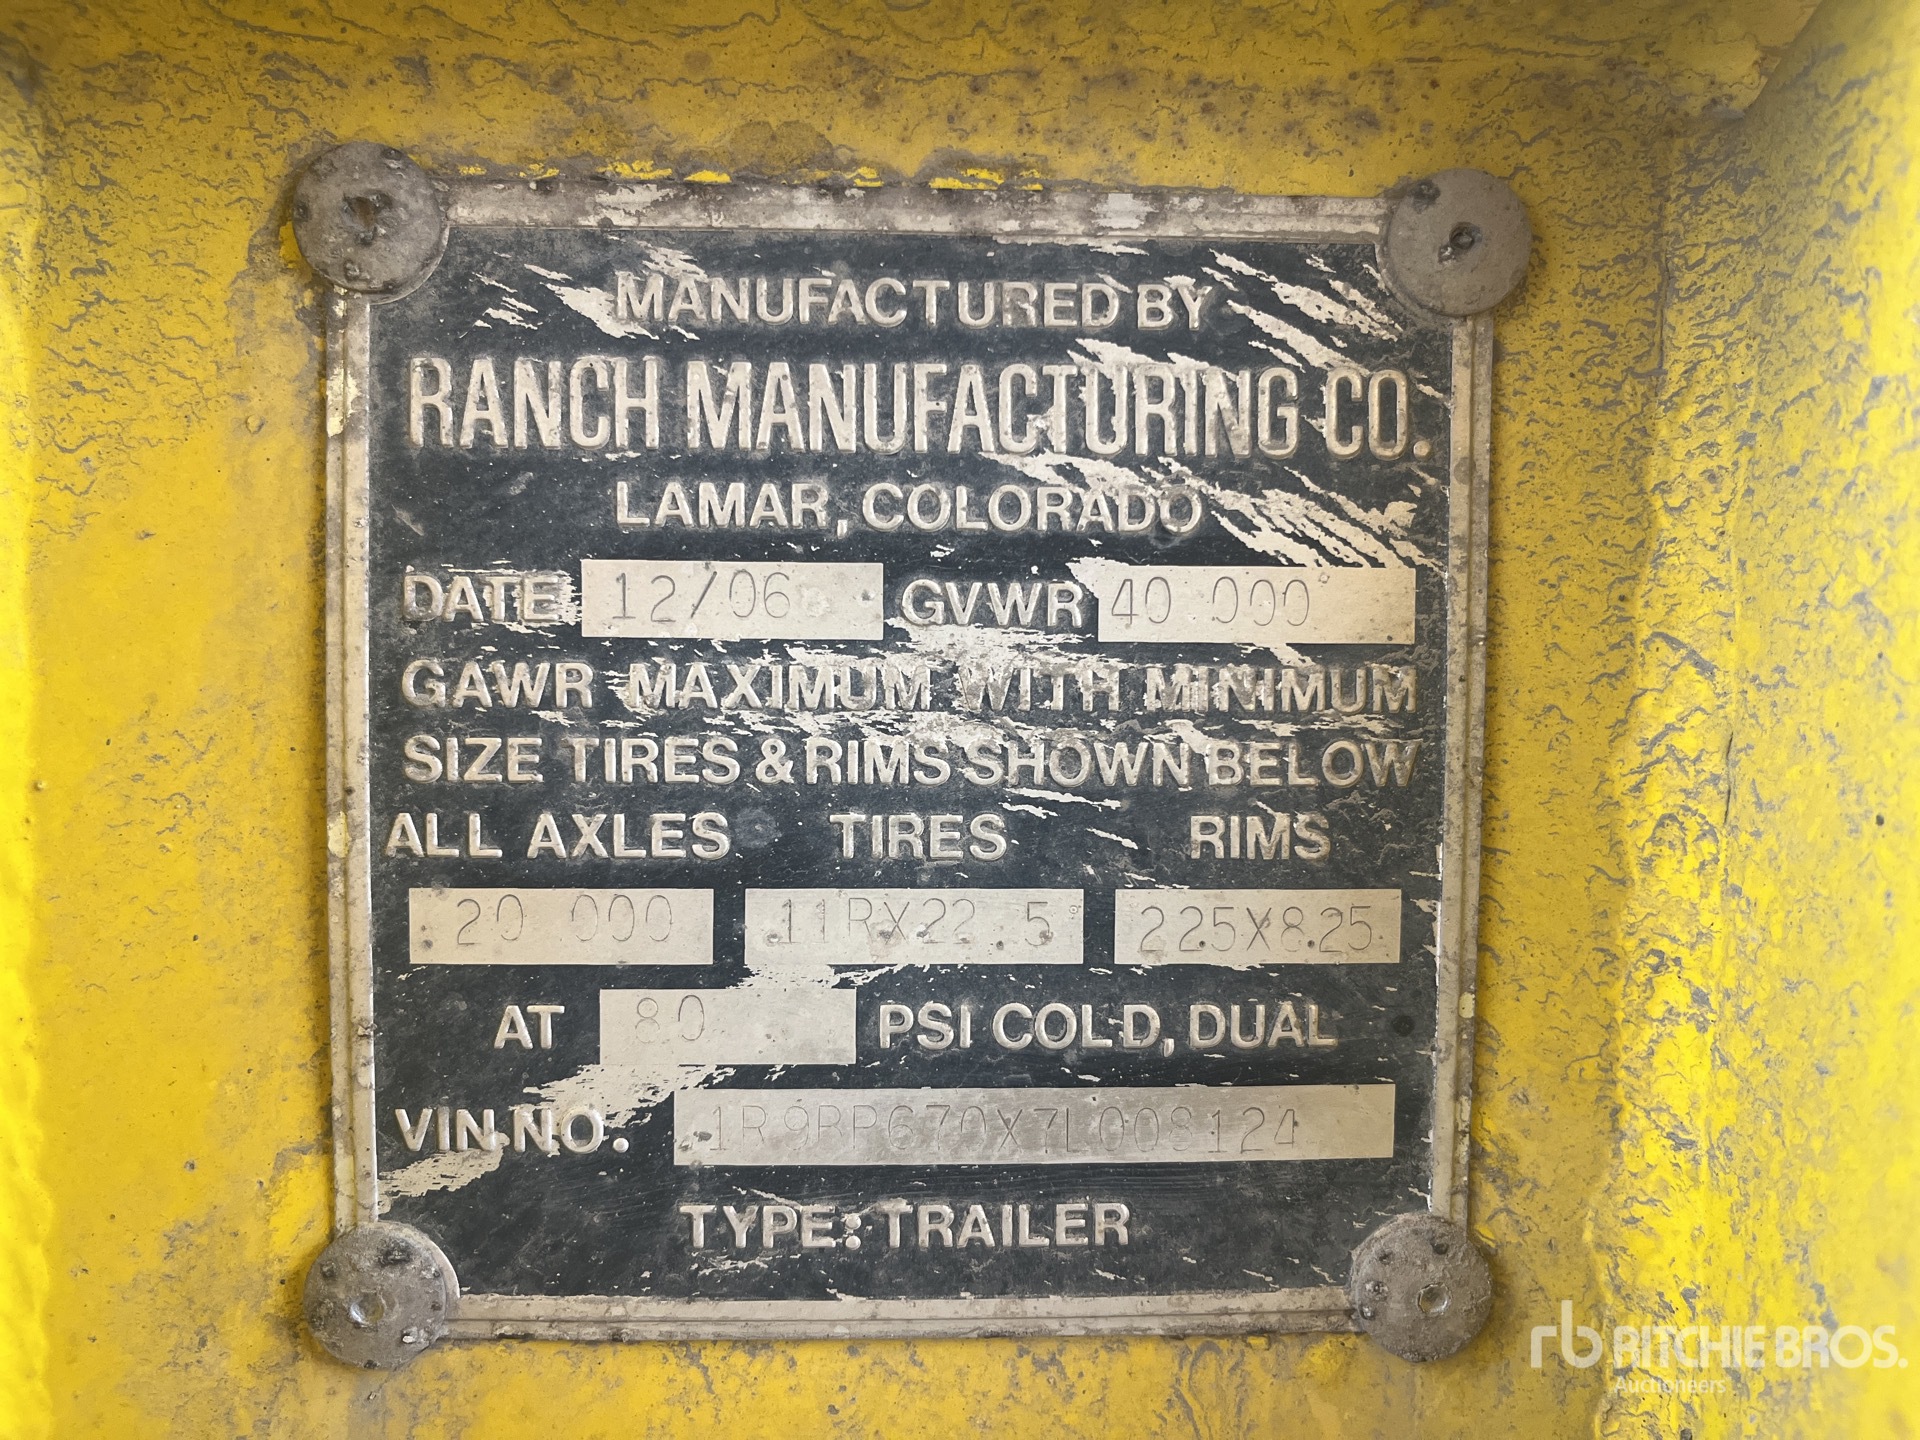 MANUFACTURED BY
RANCH MANUFACTURING CO.
LAMAR, COLORADO
DATE 12/06 GVWR 40 000
GAWR MAXIMUM WITH MINIMUM
SIZE TIRES & RIMS SHOWN BELOW
ALL AXLES TIRES RIMS
20 000 11RX22.5 225X8.25
AT 80 PSI COLD, DUAL
VIN NO.
TYPE: TRAILER
rb RITCHIE BROS.
Auctioneers